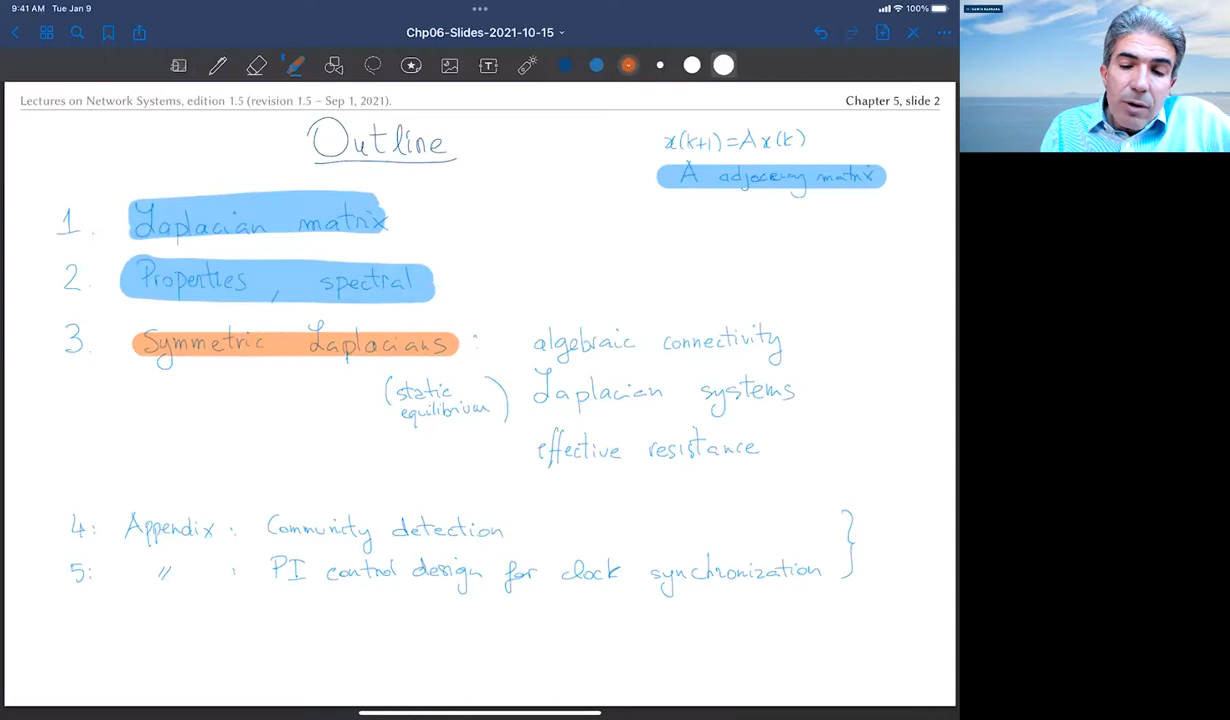 9:41 AM Tue Jan 9
100%
Chp06-Slides-2021-10-15
Lectures on Network Systems, edition 1.5 (revision 1.5 – Sep 1, 2021).
Chapter 5, slide 2
Outline
x(k+1)=Ax(k)
A adjacency matrix
1. Laplacian matrix
2. Properties, spectral
3. Symmetric Laplacians : algebraic connectivity
(static equilibrium) Laplacian systems
effective resistance
4: Appendix : Community detection
5: 〃 : PI control design for clock synchronization